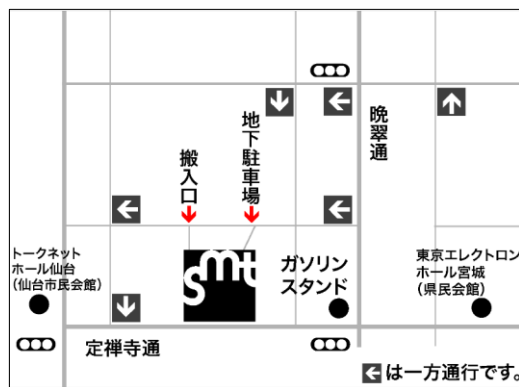 晩翠通
地下駐車場
搬入口
トークネット
ホール仙台
(仙台市民会館)
smt
ガソリン
スタンド
東京エレクトロン
ホール宮城
(県民会館)
定禅寺通
は一方通行です。